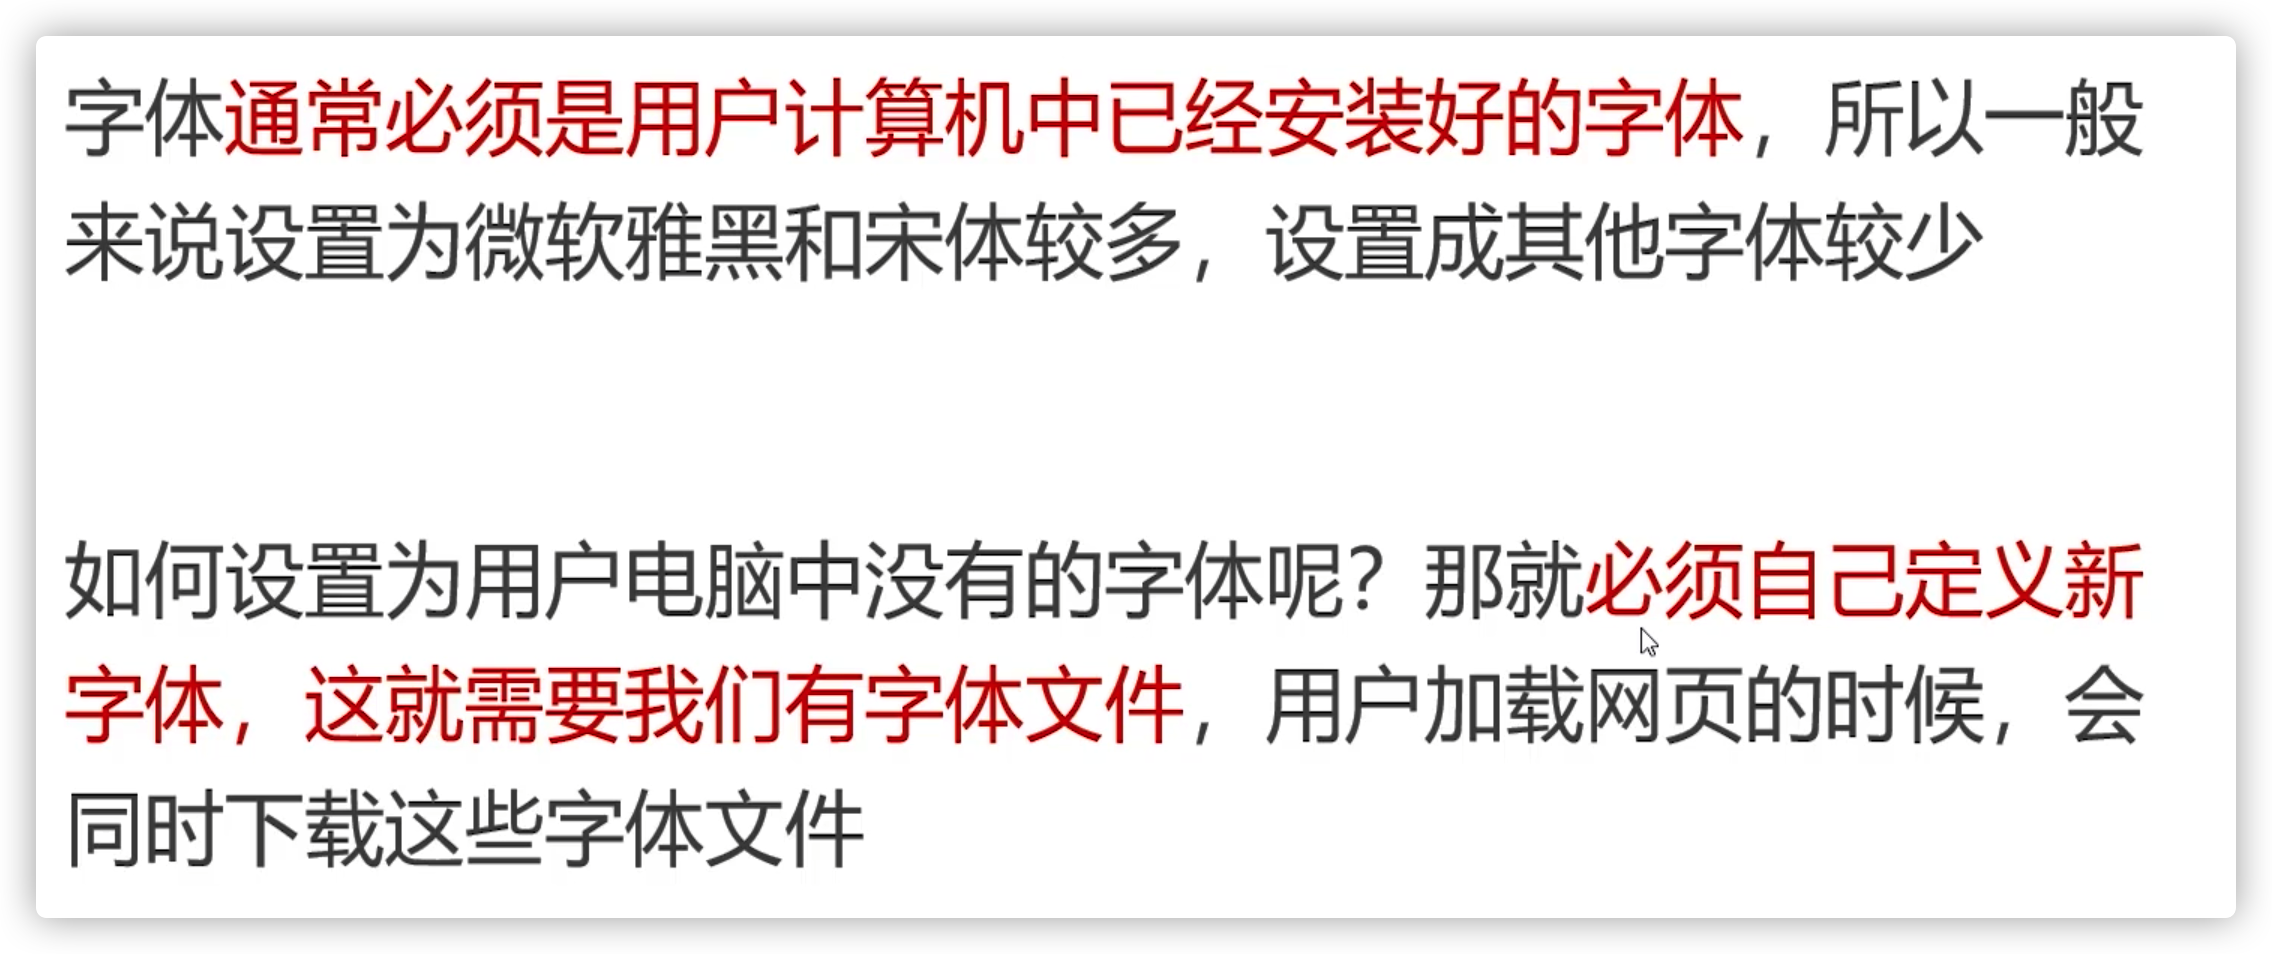 字体通常必须是用户计算机中已经安装好的字体，所以一般
来说设置为微软雅黑和宋体较多，设置成其他字体较少
如何设置为用户电脑中没有的字体呢？那就必须自己定义新
字体，这就需要我们有字体文件，用户加载网页的时候，会
同时下载这些字体文件